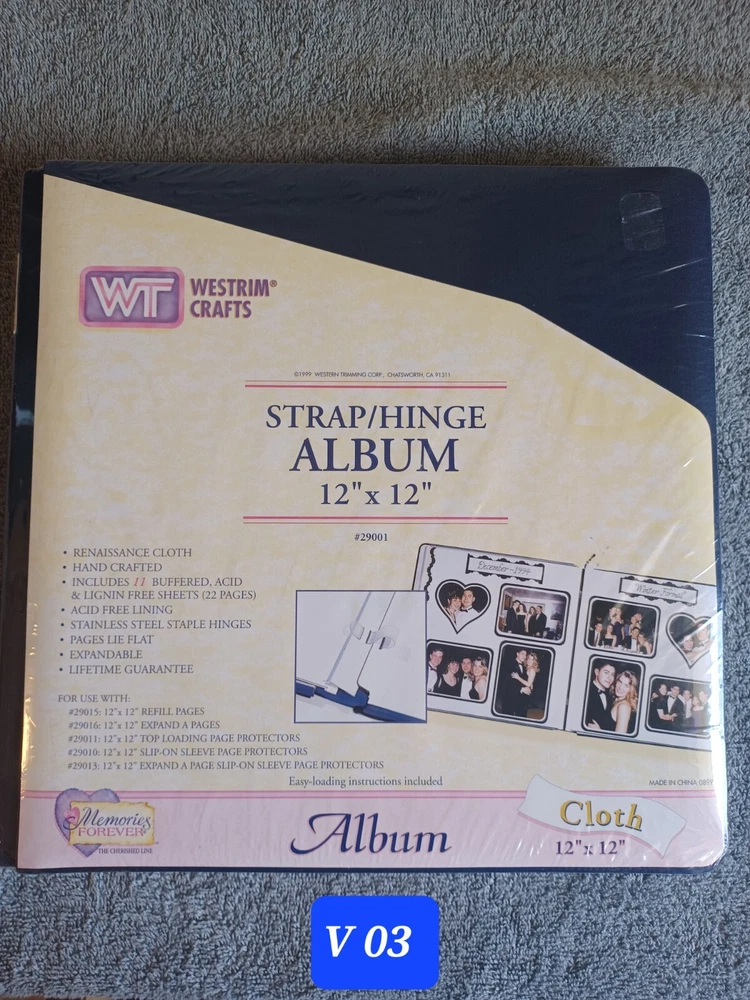 WT WESTRIM®
CRAFTS
©1999 WESTERN TRIMMING CORP., CHATSWORTH, CA 91311
STRAP/HINGE
ALBUM
12" x 12"
#29001
• RENAISSANCE CLOTH
• HAND CRAFTED
• INCLUDES 11 BUFFERED, ACID
& LIGNIN FREE SHEETS (22 PAGES)
• ACID FREE LINING
• STAINLESS STEEL STAPLE HINGES
• PAGES LIE FLAT
• EXPANDABLE
• LIFETIME GUARANTEE
December - 1994
Winter Formal
FOR USE WITH:
#29015: 12"x 12" REFILL PAGES
#29016: 12"x 12" EXPAND A PAGES
#29011: 12"x 12" TOP LOADING PAGE PROTECTORS
#29010: 12"x 12" SLIP-ON SLEEVE PAGE PROTECTORS
#29013: 12"x 12" EXPAND A PAGE SLIP-ON SLEEVE PAGE PROTECTORS
Easy-loading instructions included
MADE IN CHINA
Memories
FOREVER
THE CHERISHED LINE
Album
Cloth
12" x 12"
V 03